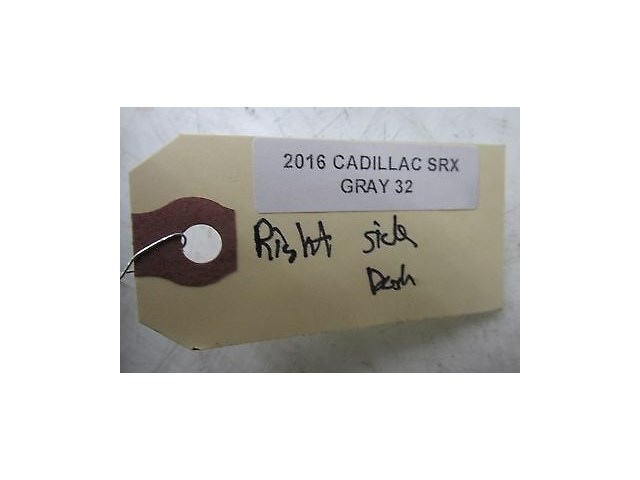 2016 CADILLAC SRX
GRAY 32
Right side
Dash